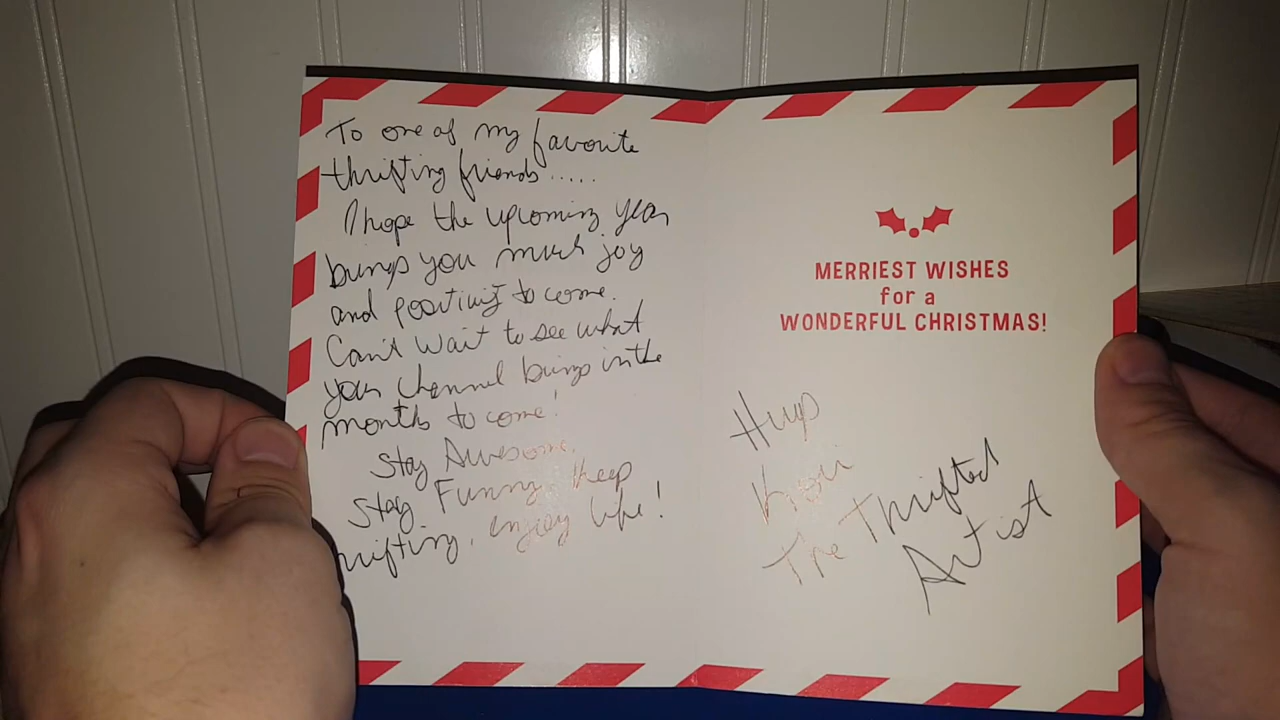 To one of my favorite
thrifting friends.....
I hope the upcoming year
brings you much joy
and positivity to come.
Can't wait to see what
your channel brings in the
months to come!
Stay Awesome,
Stay Funny, Keep
thrifting, enjoy life!
MERRIEST WISHES
for a
WONDERFUL CHRISTMAS!
Hugs
The Thrifted
Artist